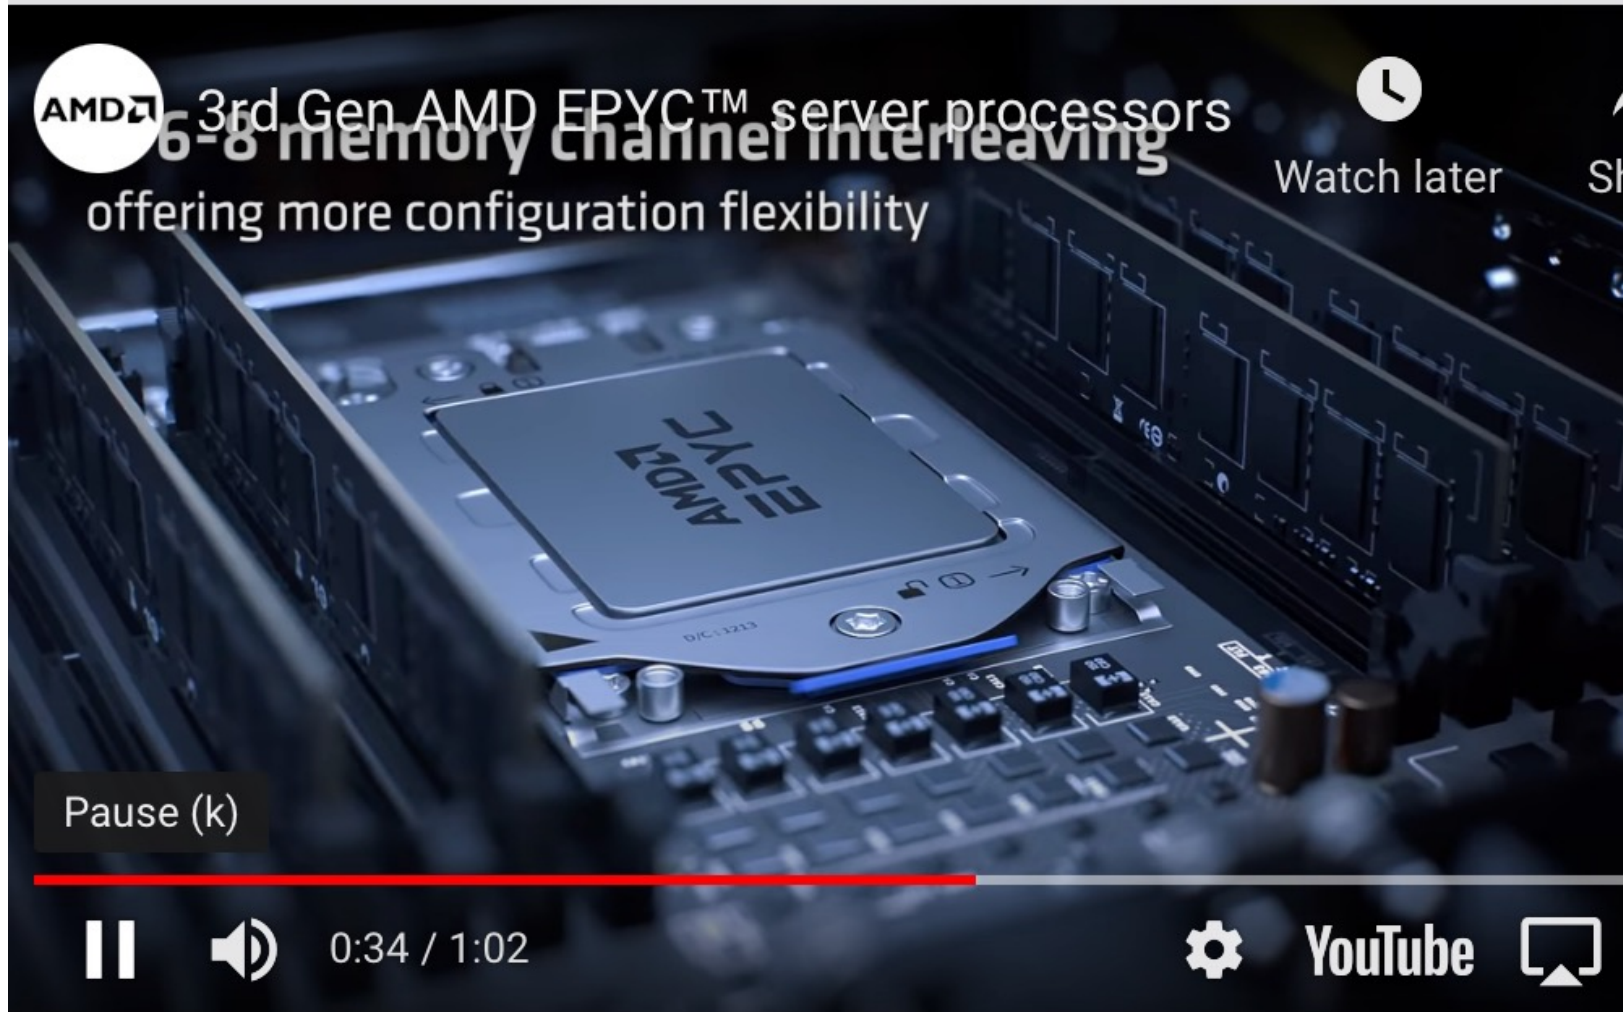 AMD
3rd Gen AMD EPYC™ server processors
6-8 memory channel interleaving
offering more configuration flexibility
Watch later
AMD
EPYC
D/C:1213
Pause (k)
0:34 / 1:02
YouTube